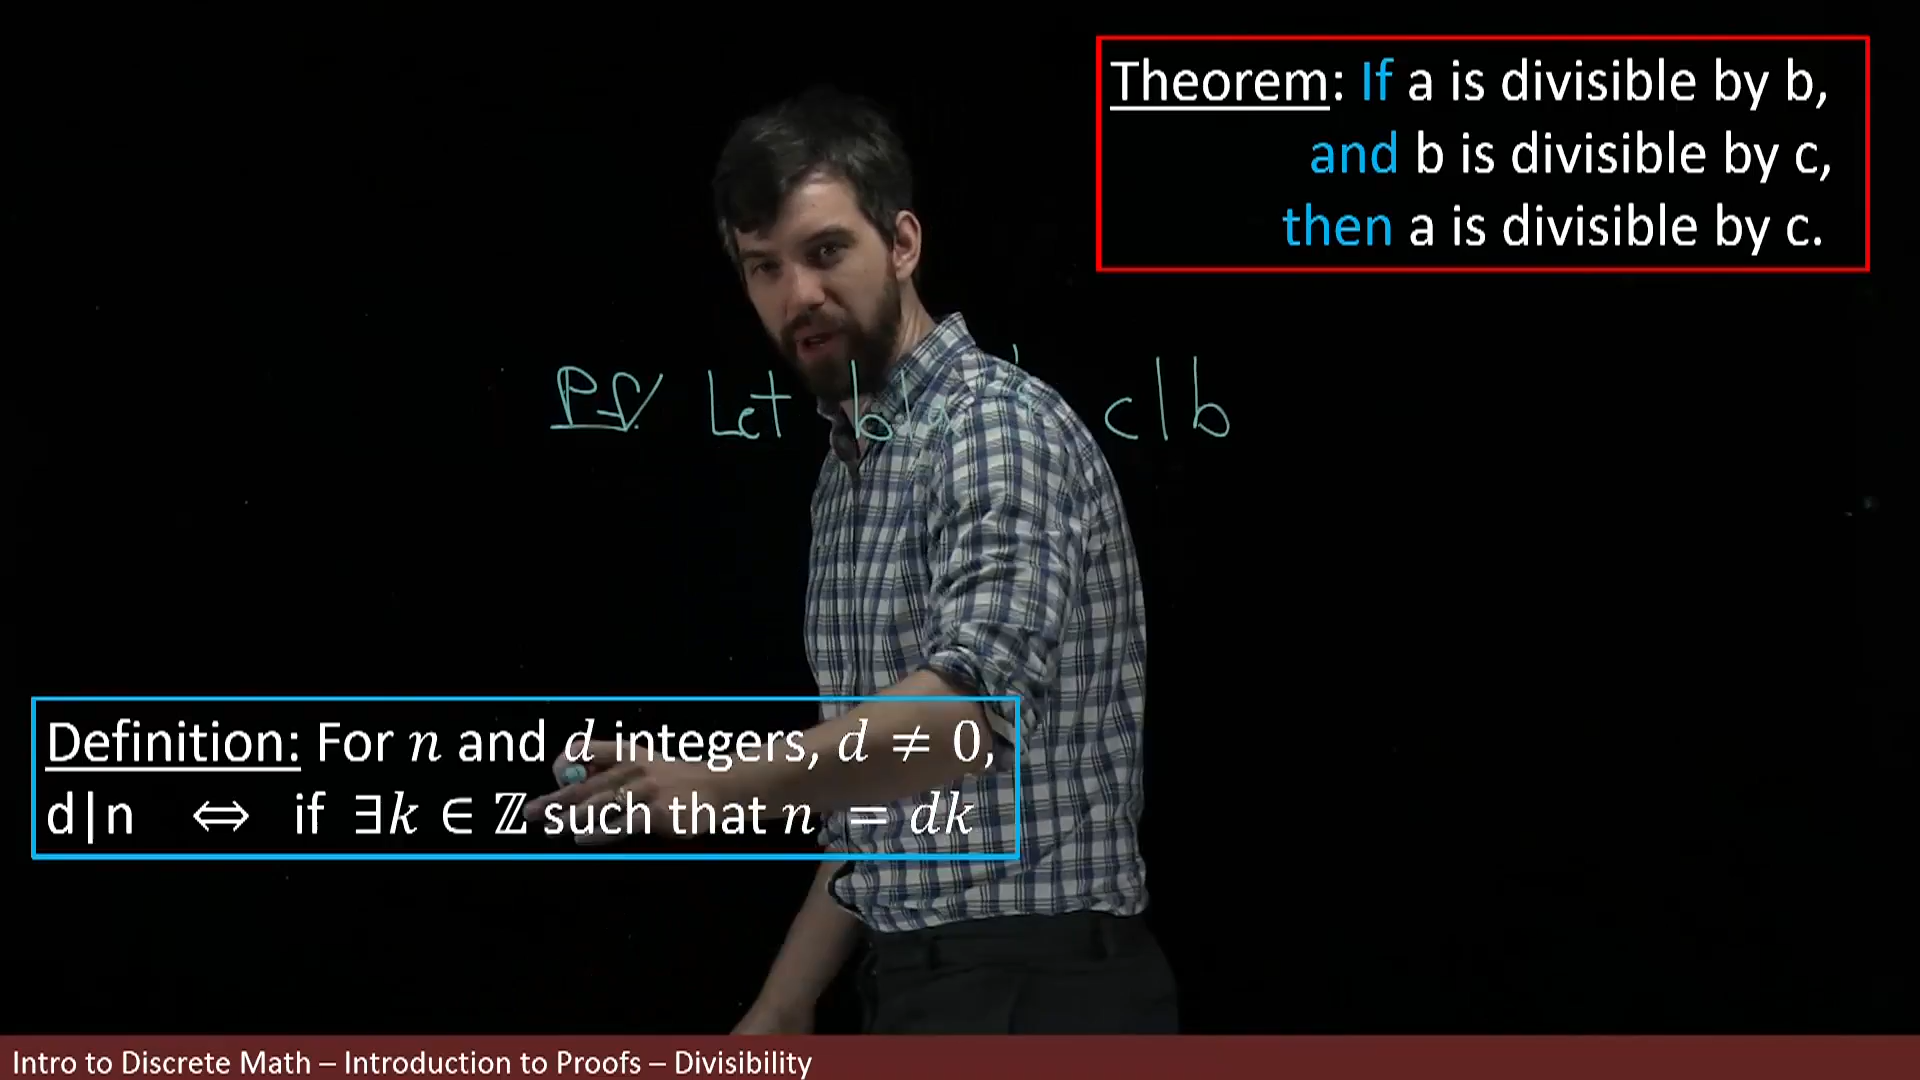 Theorem: If a is divisible by b,
and b is divisible by c,
then a is divisible by c.
Pf/ Let b|a & c|b
Definition: For n and d integers, d ≠ 0,
d|n ⇔ if ∃k ∈ ℤ such that n = dk
Intro to Discrete Math – Introduction to Proofs – Divisibility